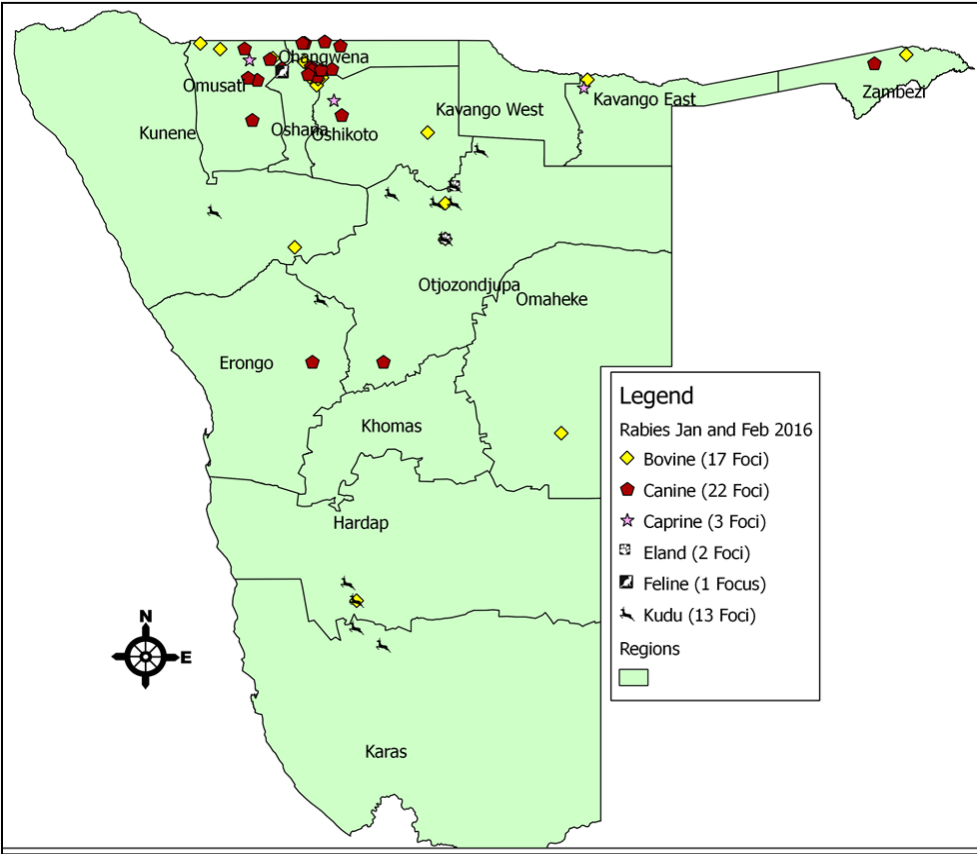 Ohangwena
Omusati
Kavango West
Kavango East
Zambezi
Kunene
Oshana
Oshikoto
Otjozondjupa
Omaheke
Erongo
Khomas
Hardap
Karas
N
E
Legend
Rabies Jan and Feb 2016
Bovine (17 Foci)
Canine (22 Foci)
Caprine (3 Foci)
Eland (2 Foci)
Feline (1 Focus)
Kudu (13 Foci)
Regions